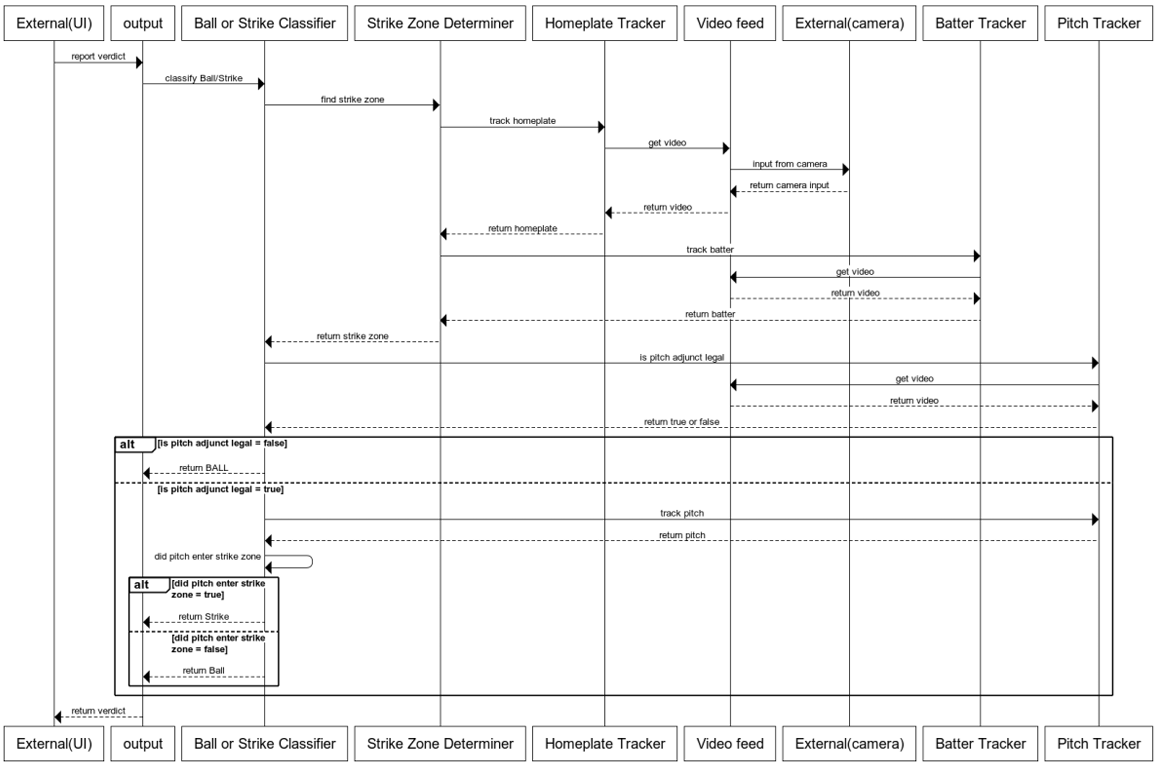 External(UI)
output
Ball or Strike Classifier
Strike Zone Determiner
Homeplate Tracker
Video feed
External(camera)
Batter Tracker
Pitch Tracker
report verdict
classify Ball/Strike
find strike zone
track homeplate
get video
input from camera
return camera input
return video
return homeplate
track batter
get video
return video
return batter
return strike zone
is pitch adjunct legal
get video
return video
return true or false
alt
[is pitch adjunct legal = false]
return BALL
[is pitch adjunct legal = true]
track pitch
return pitch
did pitch enter strike zone
alt
[did pitch enter strike
zone = true]
return Strike
[did pitch enter strike
zone = false]
return Ball
return verdict
External(UI)
output
Ball or Strike Classifier
Strike Zone Determiner
Homeplate Tracker
Video feed
External(camera)
Batter Tracker
Pitch Tracker